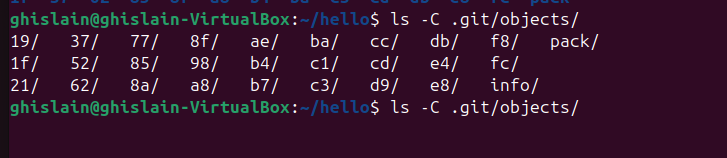 ghislain@ghislain-VirtualBox:~/hello$ ls -C .git/objects/
19/ 37/ 77/ 8f/ ae/ ba/ cc/ db/ f8/ pack/
1f/ 52/ 85/ 98/ b4/ c1/ cd/ e4/ fc/
21/ 62/ 8a/ a8/ b7/ c3/ d9/ e8/ info/
ghislain@ghislain-VirtualBox:~/hello$ ls -C .git/objects/